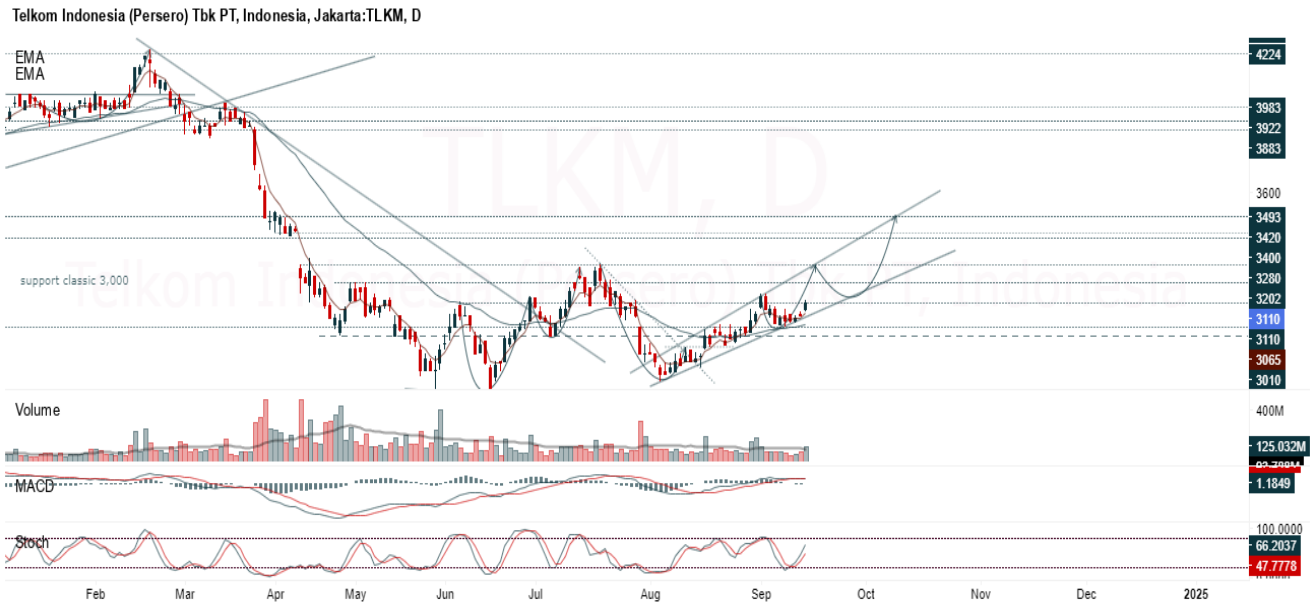 Telkom Indonesia (Persero) Tbk PT, Indonesia, Jakarta:TLKM, D
EMA
EMA
TLKM, D
Telkom Indonesia (Persero) Tbk PT, Indonesia
support classic 3,000
4224
3983
3922
3883
3600
3493
3420
3400
3280
3202
3110
3110
3065
3010
Volume
400M
125.032M
MACD
1.1849
Stoch
100.0000
66.2037
47.7778
Feb Mar Apr May Jun Jul Aug Sep Oct Nov Dec 2025